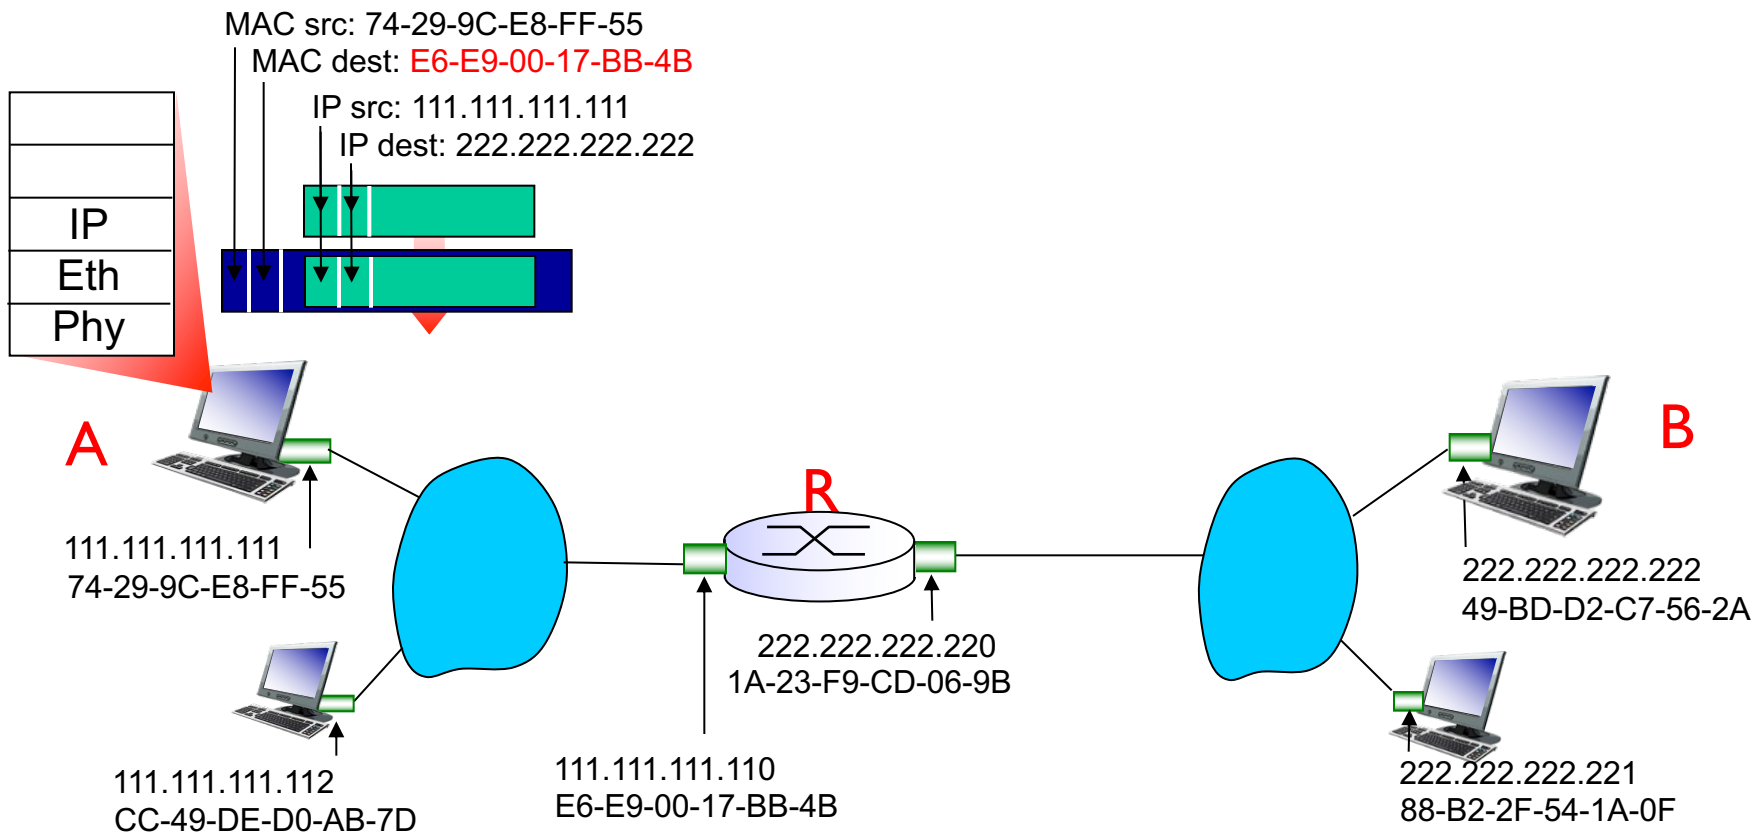 MAC src: 74-29-9C-E8-FF-55
MAC dest: E6-E9-00-17-BB-4B
IP src: 111.111.111.111
IP dest: 222.222.222.222
IP
Eth
Phy
A
R
B
111.111.111.111
74-29-9C-E8-FF-55
222.222.222.222
49-BD-D2-C7-56-2A
222.222.222.220
1A-23-F9-CD-06-9B
111.111.111.112
CC-49-DE-D0-AB-7D
111.111.111.110
E6-E9-00-17-BB-4B
222.222.222.221
88-B2-2F-54-1A-0F